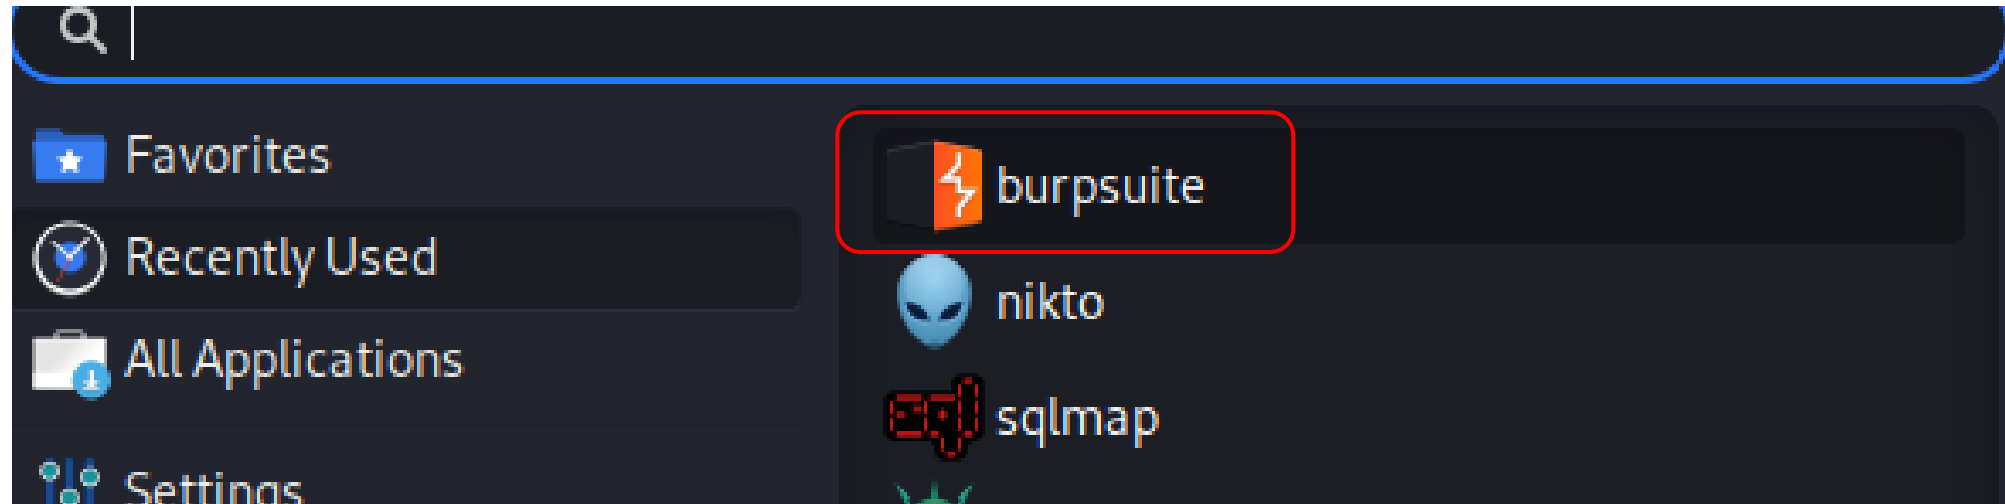 Favorites
Recently Used
All Applications
Settings
burpsuite
nikto
sqlmap